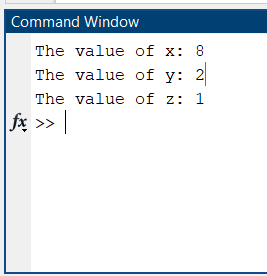 Command Window
The value of x: 8
The value of y: 2
The value of z: 1
fx >>